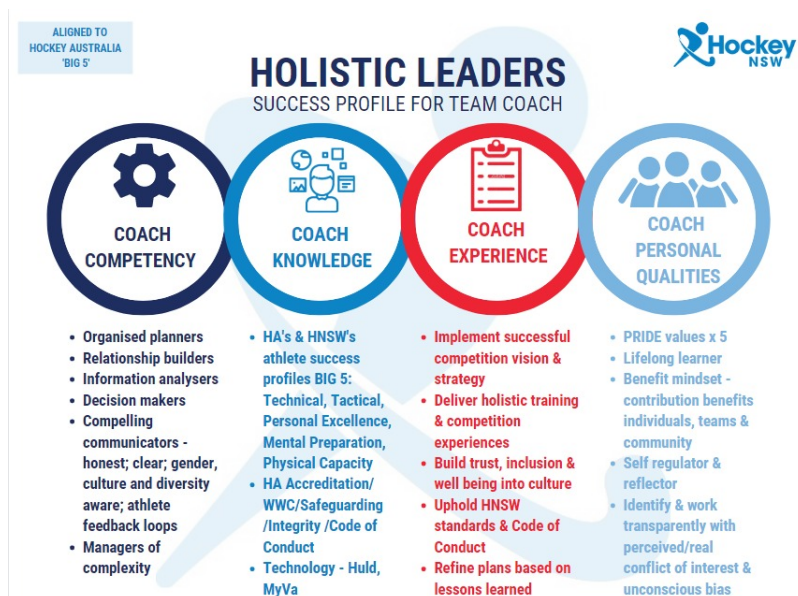 ALIGNED TO
HOCKEY AUSTRALIA
'BIG 5'
Hockey
NSW
HOLISTIC LEADERS
SUCCESS PROFILE FOR TEAM COACH
COACH
COMPETENCY
• Organised planners
• Relationship builders
• Information analysers
• Decision makers
• Compelling
communicators -
honest; clear; gender,
culture and diversity
aware; athlete
feedback loops
• Managers of
complexity
COACH
KNOWLEDGE
• HA's & HNSW's
athlete success
profiles BIG 5:
Technical, Tactical,
Personal Excellence,
Mental Preparation,
Physical Capacity
• HA Accreditation/
WWC/Safeguarding
/Integrity /Code of
Conduct
• Technology - Huld,
MyVa
COACH
EXPERIENCE
• Implement successful
competition vision &
strategy
• Deliver holistic training
& competition
experiences
• Build trust, inclusion &
well being into culture
• Uphold HNSW
standards & Code of
Conduct
• Refine plans based on
lessons learned
COACH
PERSONAL
QUALITIES
• PRIDE values x 5
• Lifelong learner
• Benefit mindset -
contribution benefits
individuals, teams &
community
• Self regulator &
reflector
• Identify & work
transparently with
perceived/real
conflict of interest &
unconscious bias